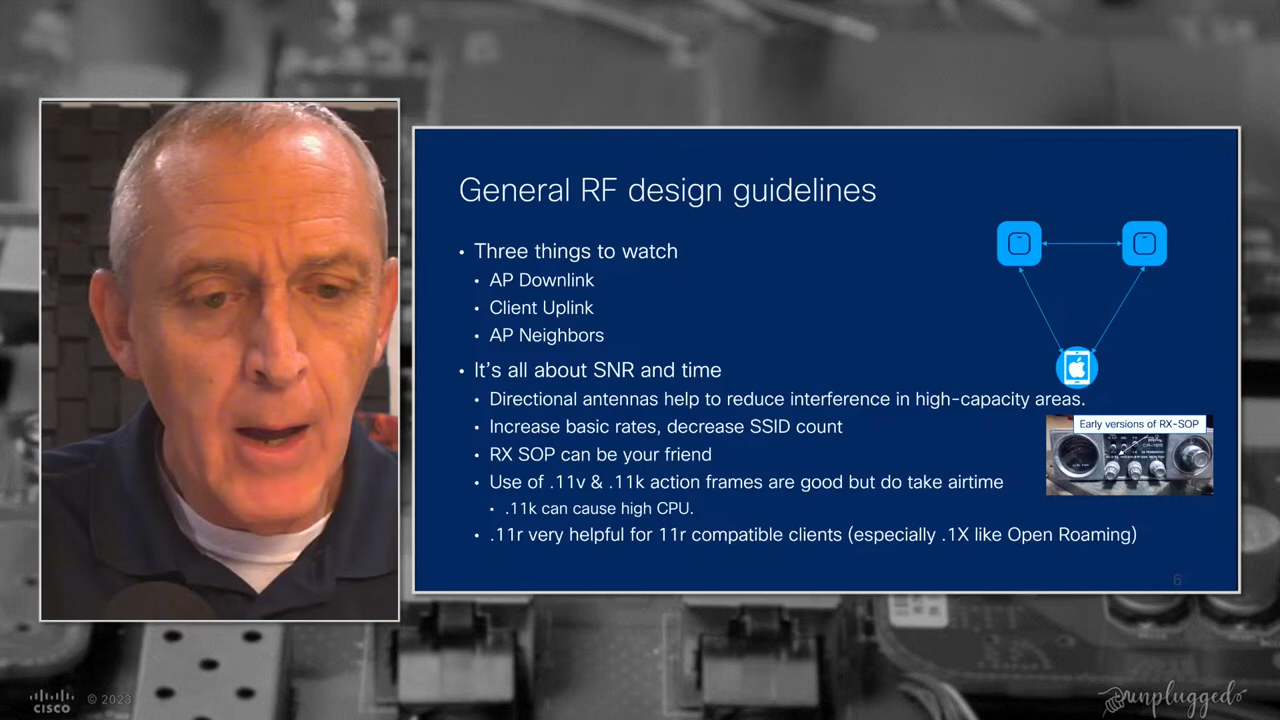 General RF design guidelines
• Three things to watch
• AP Downlink
• Client Uplink
• AP Neighbors
• It's all about SNR and time
• Directional antennas help to reduce interference in high-capacity areas.
• Increase basic rates, decrease SSID count
Early versions of RX-SOP
• RX SOP can be your friend
• Use of .11v & .11k action frames are good but do take airtime
• .11k can cause high CPU.
• .11r very helpful for 11r compatible clients (especially .1X like Open Roaming)
6
CISCO © 2023
unplugged